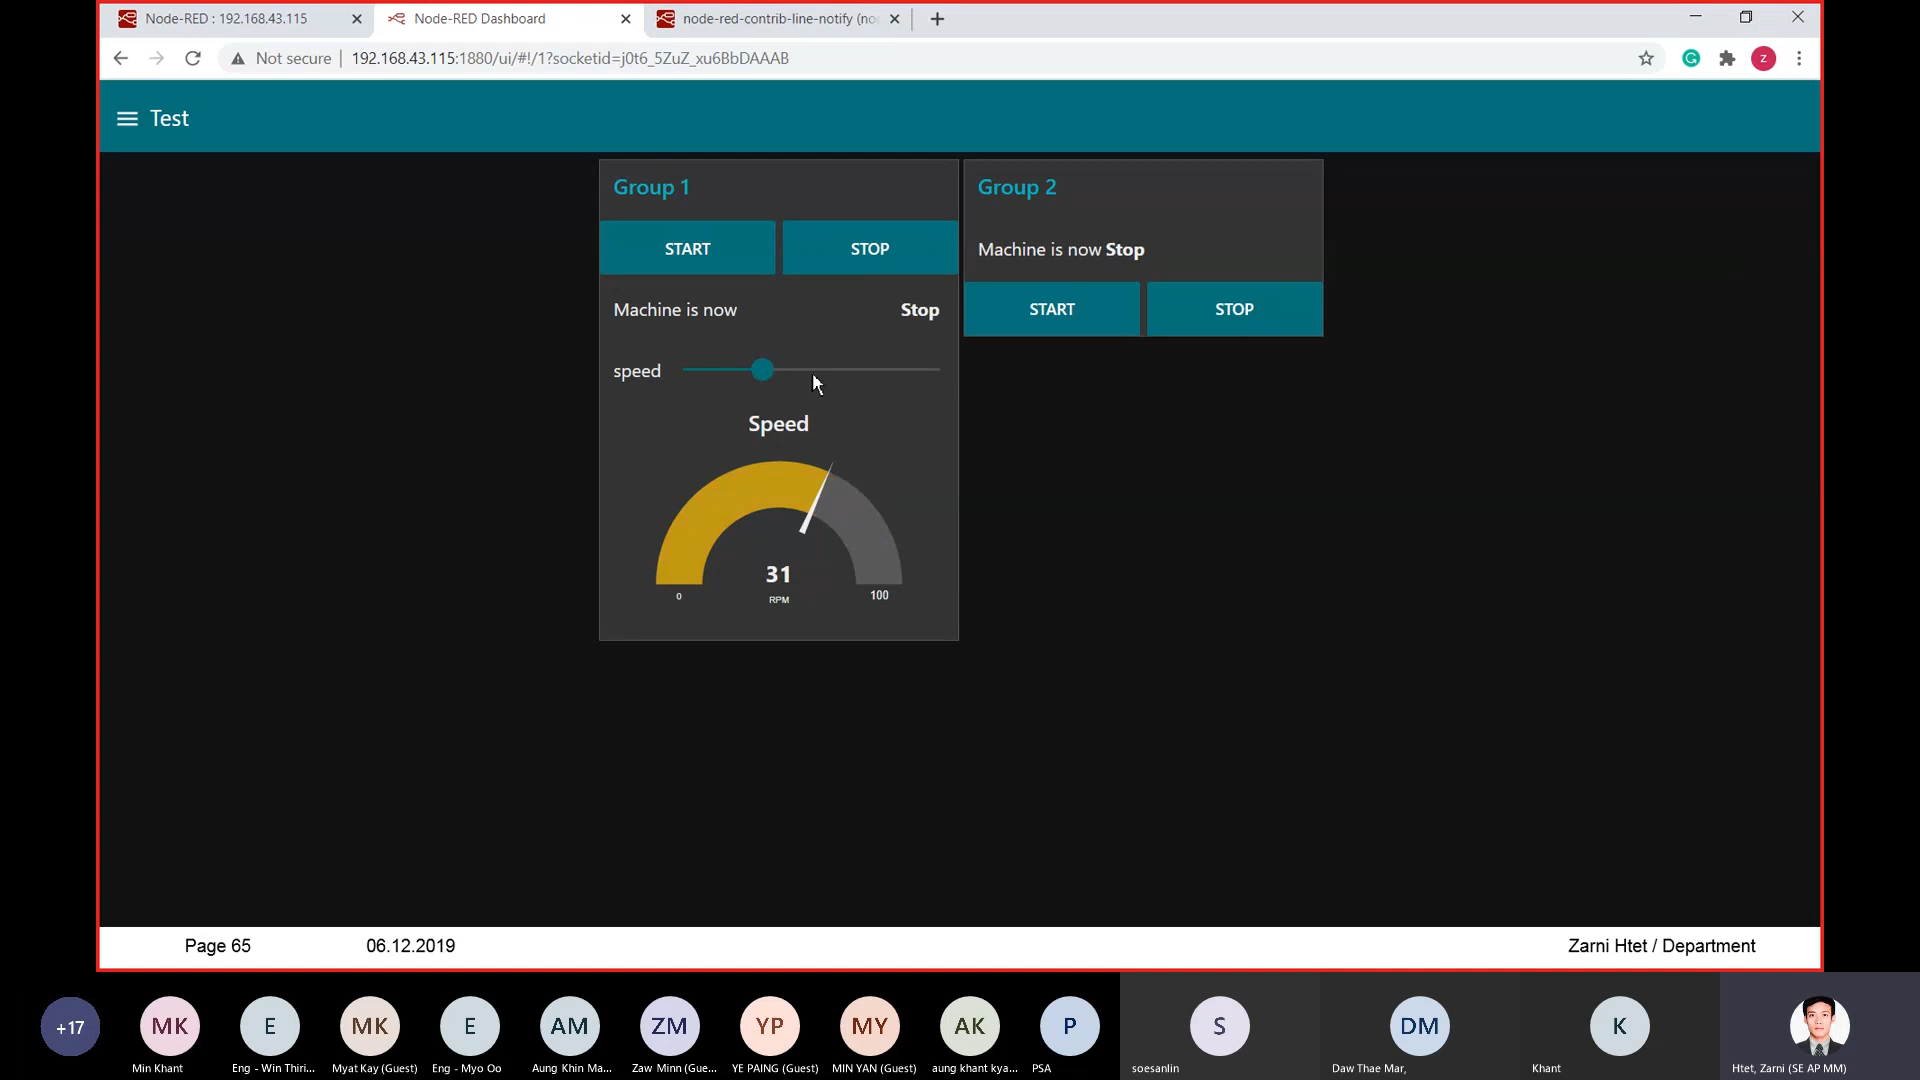 Node-RED : 192.168.43.115
Node-RED Dashboard
node-red-contrib-line-notify (no
Not secure
192.168.43.115:1880/ui/#!/1?socketid=j0t6_5ZuZ_xu6BbDAAAB
z
Test
Group 1
START
STOP
Machine is now
Stop
speed
Speed
31
RPM
0
100
Group 2
Machine is now Stop
START
STOP
Page 65
06.12.2019
Zarni Htet / Department
+17
MK
E
MK
E
AM
ZM
YP
MY
AK
P
S
DM
K
Min Khant
Eng - Win Thiri...
Myat Kay (Guest)
Eng - Myo Oo
Aung Khin Ma...
Zaw Minn (Gue...
YE PAING (Guest)
MIN YAN (Guest)
aung khant kya...
PSA
soesanlin
Daw Thae Mar,
Khant
Htet, Zarni (SE AP MM)